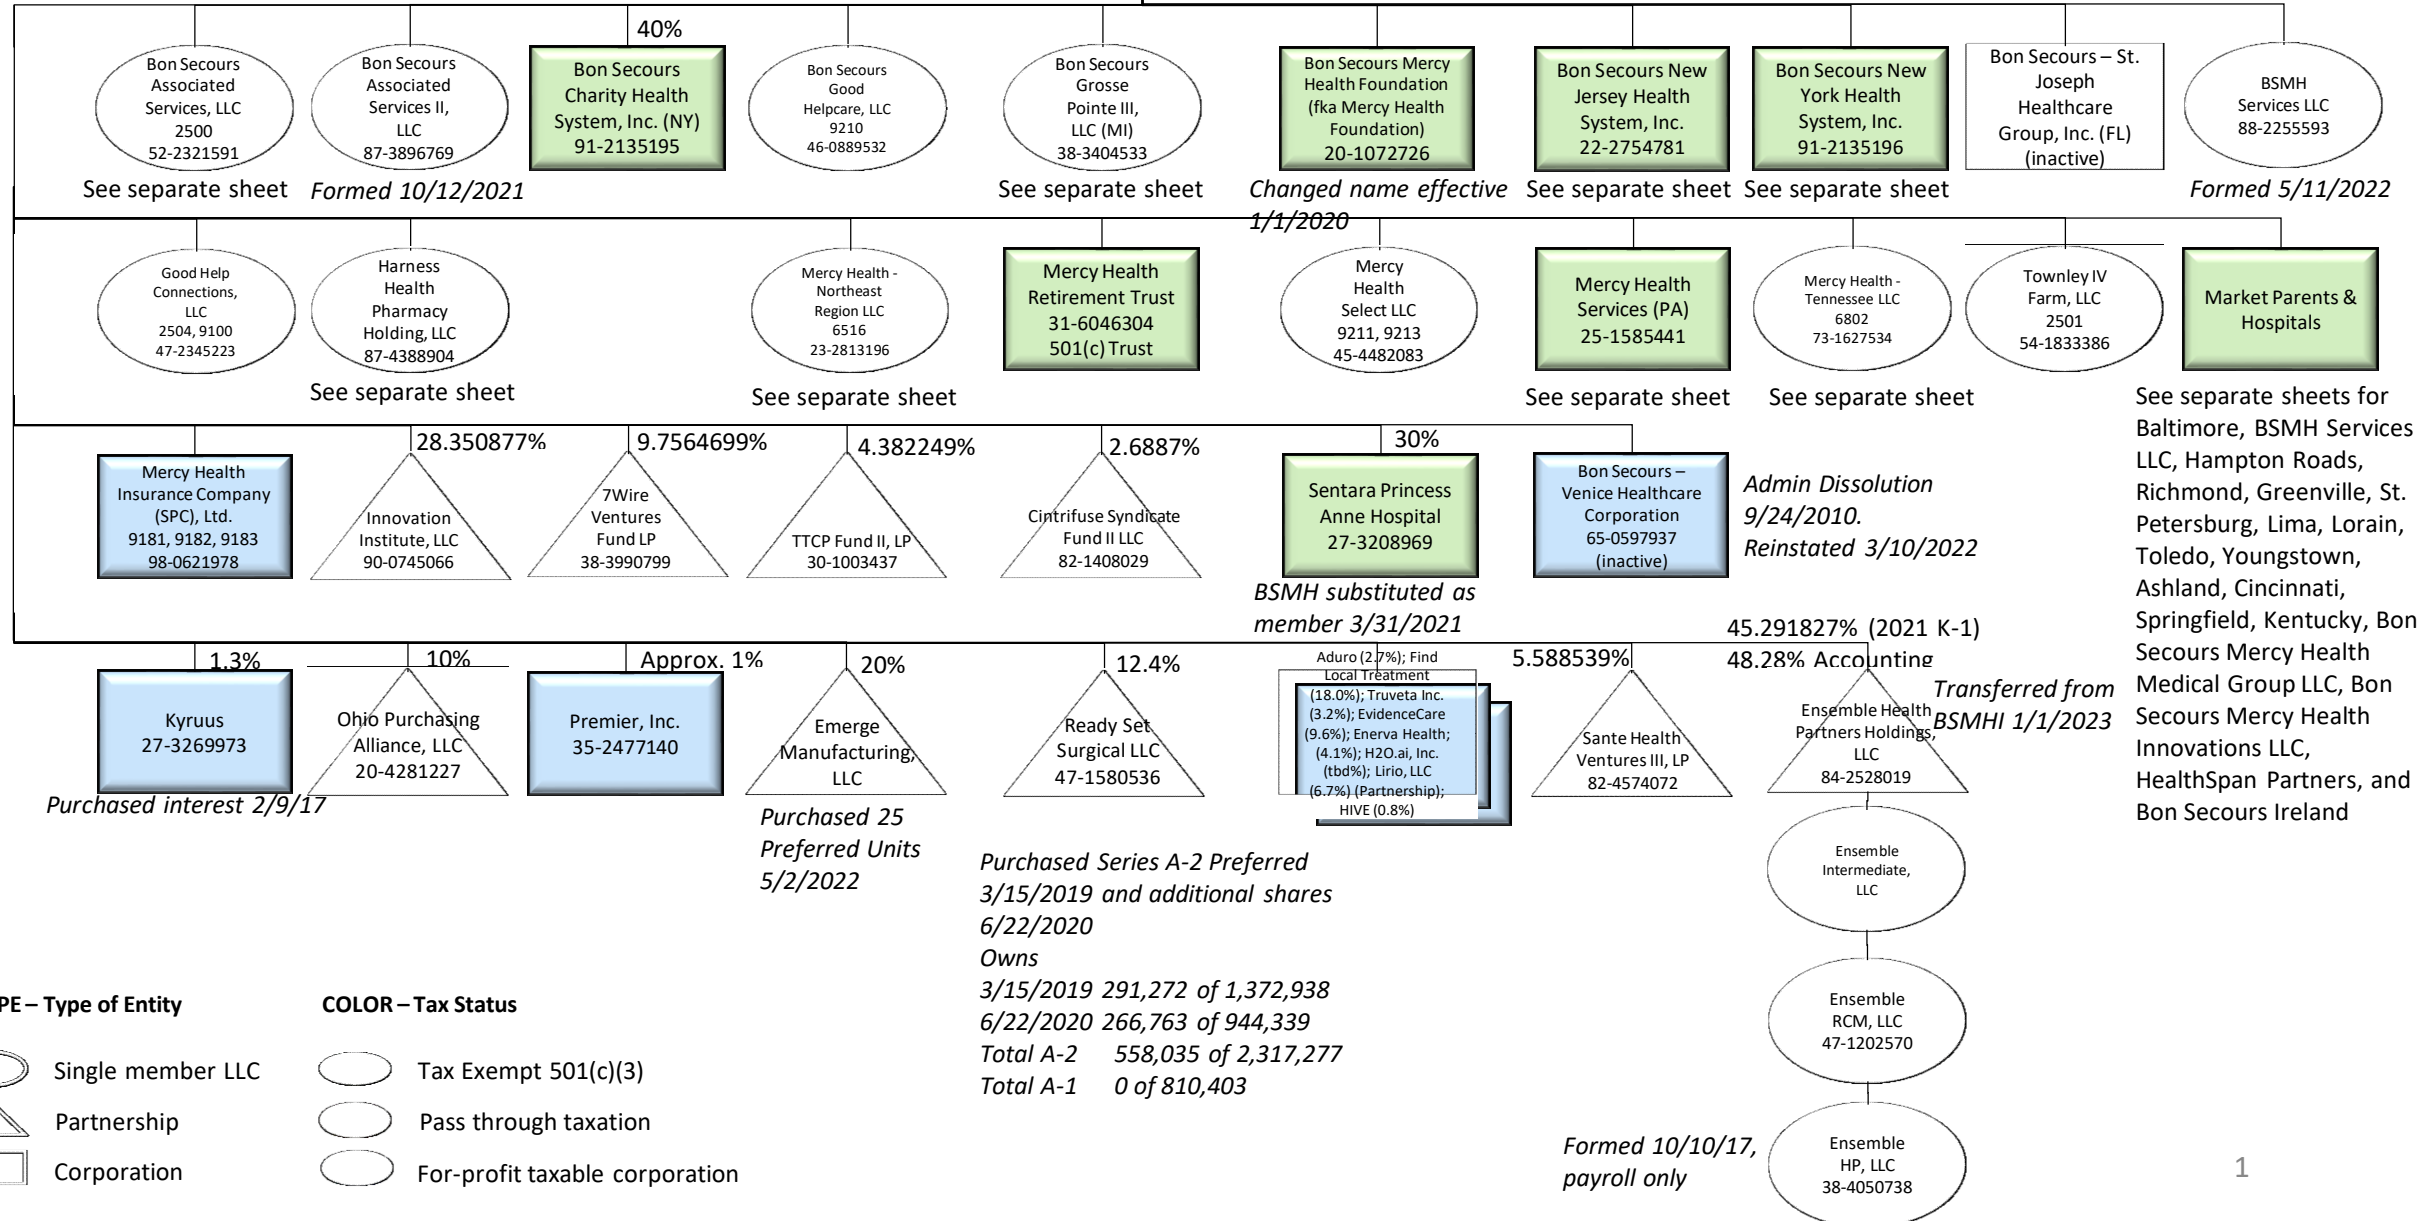 40%
Bon Secours
Associated
Services, LLC
2500
52-2321591
See separate sheet
Bon Secours
Associated
Services II,
LLC
87-3896769
Formed 10/12/2021
Bon Secours
Charity Health
System, Inc. (NY)
91-2135195
Bon Secours
Good
Helpcare, LLC
9210
46-0889532
Bon Secours
Grosse
Pointe III,
LLC (MI)
38-3404533
See separate sheet
Bon Secours Mercy
Health Foundation
(fka Mercy Health
Foundation)
20-1072726
Changed name effective
1/1/2020
Bon Secours New
Jersey Health
System, Inc.
22-2754781
See separate sheet
Bon Secours New
York Health
System, Inc.
91-2135196
See separate sheet
Bon Secours – St.
Joseph
Healthcare
Group, Inc. (FL)
(inactive)
BSMH
Services LLC
88-2255593
Formed 5/11/2022
Good Help
Connections,
LLC
2504, 9100
47-2345223
Harness
Health
Pharmacy
Holding, LLC
87-4388904
See separate sheet
Mercy Health -
Northeast
Region LLC
6516
23-2813196
See separate sheet
Mercy Health
Retirement Trust
31-6046304
501(c) Trust
Mercy
Health
Select LLC
9211, 9213
45-4482083
Mercy Health
Services (PA)
25-1585441
See separate sheet
Mercy Health -
Tennessee LLC
6802
73-1627534
See separate sheet
Townley IV
Farm, LLC
2501
54-1833386
Market Parents &
Hospitals
See separate sheets for
Baltimore, BSMH Services
LLC, Hampton Roads,
Richmond, Greenville, St.
Petersburg, Lima, Lorain,
Toledo, Youngstown,
Ashland, Cincinnati,
Springfield, Kentucky, Bon
Secours Mercy Health
Medical Group LLC, Bon
Secours Mercy Health
Innovations LLC,
HealthSpan Partners, and
Bon Secours Ireland
Mercy Health
Insurance Company
(SPC), Ltd.
9181, 9182, 9183
98-0621978
28.350877%
Innovation
Institute, LLC
90-0745066
9.7564699%
7Wire
Ventures
Fund LP
38-3990799
4.382249%
TTCP Fund II, LP
30-1003437
2.6887%
Cintrifuse Syndicate
Fund II LLC
82-1408029
30%
Sentara Princess
Anne Hospital
27-3208969
BSMH substituted as
member 3/31/2021
Bon Secours –
Venice Healthcare
Corporation
65-0597937
(inactive)
Admin Dissolution
9/24/2010.
Reinstated 3/10/2022
1.3%
Kyruus
27-3269973
Purchased interest 2/9/17
10%
Ohio Purchasing
Alliance, LLC
20-4281227
Approx. 1%
Premier, Inc.
35-2477140
20%
Emerge
Manufacturing,
LLC
Purchased 25
Preferred Units
5/2/2022
12.4%
Ready Set
Surgical LLC
47-1580536
Purchased Series A-2 Preferred
3/15/2019 and additional shares
6/22/2020
Owns
3/15/2019 291,272 of 1,372,938
6/22/2020 266,763 of 944,339
Total A-2 558,035 of 2,317,277
Total A-1 0 of 810,403
Aduro (2.7%); Find
Local Treatment
(18.0%); Truveta Inc.
(3.2%); EvidenceCare
(9.6%); Enerva Health;
(4.1%); H2O.ai, Inc.
(tbd%); Lirio, LLC
(6.7%) (Partnership);
HIVE (0.8%)
5.588539%
Sante Health
Ventures III, LP
82-4574072
45.291827% (2021 K-1)
48.28% Accounting
Ensemble Health
Partners Holdings,
LLC
84-2528019
Transferred from
BSMHI 1/1/2023
Ensemble
Intermediate,
LLC
Ensemble
RCM, LLC
47-1202570
Formed 10/10/17,
payroll only
Ensemble
HP, LLC
38-4050738
PE – Type of Entity
Single member LLC
Partnership
Corporation
COLOR – Tax Status
Tax Exempt 501(c)(3)
Pass through taxation
For-profit taxable corporation
1